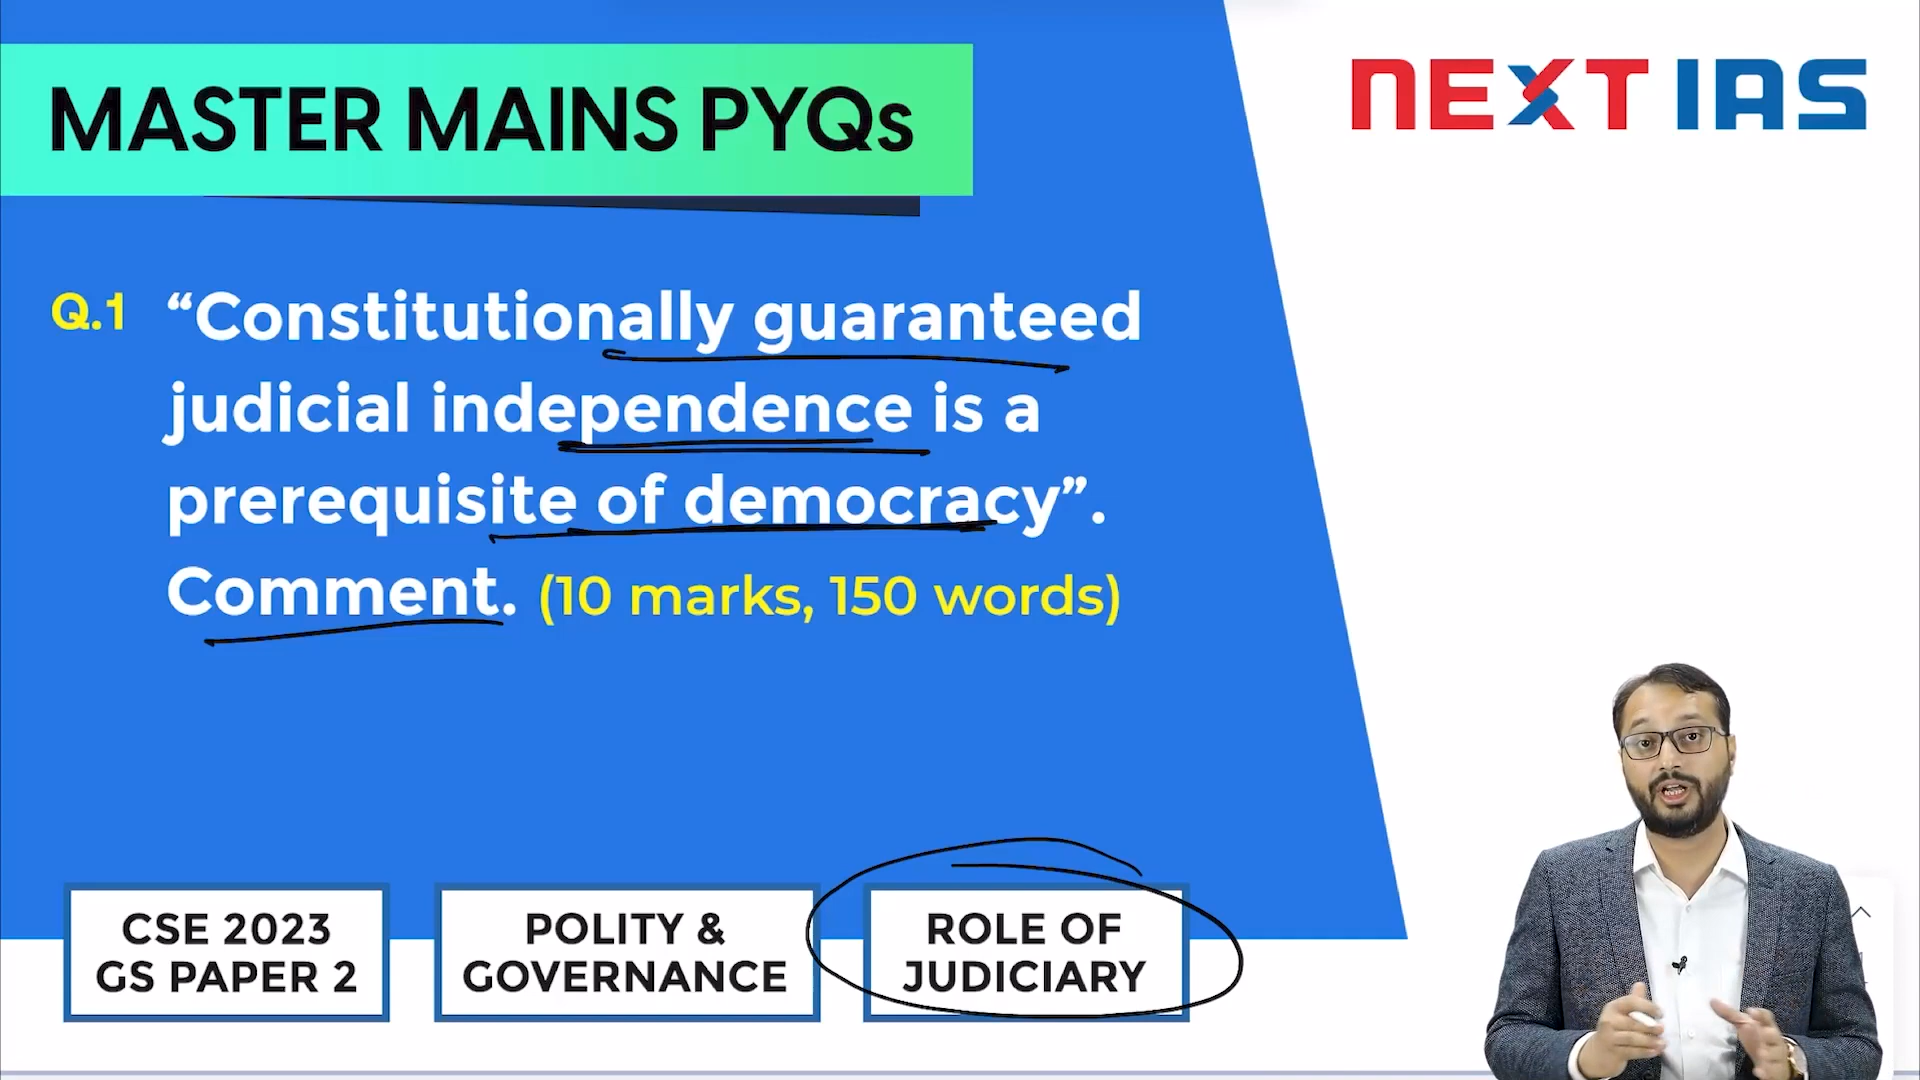 MASTER MAINS PYQs
NEXT IAS
Q.1 “Constitutionally guaranteed
judicial independence is a
prerequisite of democracy”.
Comment. (10 marks, 150 words)
CSE 2023
GS PAPER 2
POLITY &
GOVERNANCE
ROLE OF
JUDICIARY